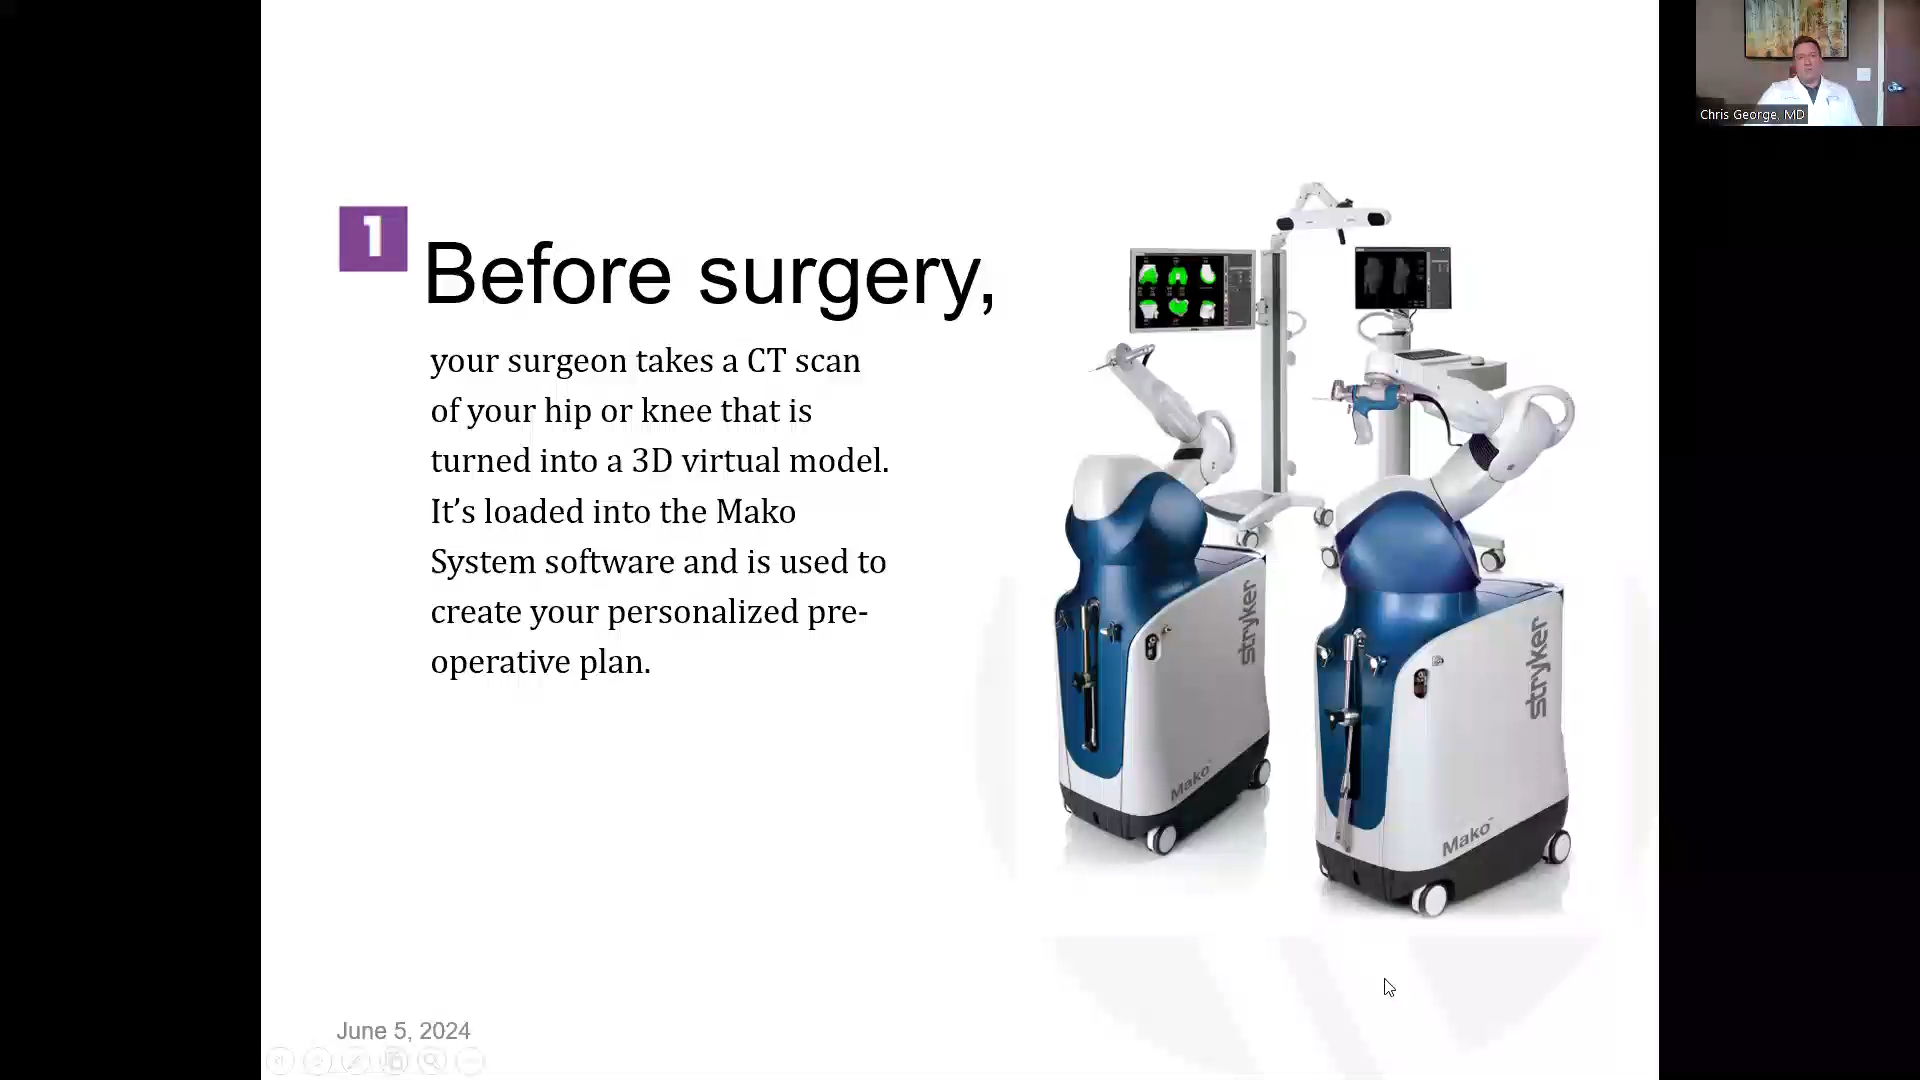 Chris George, MD
1
Before surgery,
your surgeon takes a CT scan
of your hip or knee that is
turned into a 3D virtual model.
It’s loaded into the Mako
System software and is used to
create your personalized pre-
operative plan.
stryker
stryker
Mako
Mako™
June 5, 2024